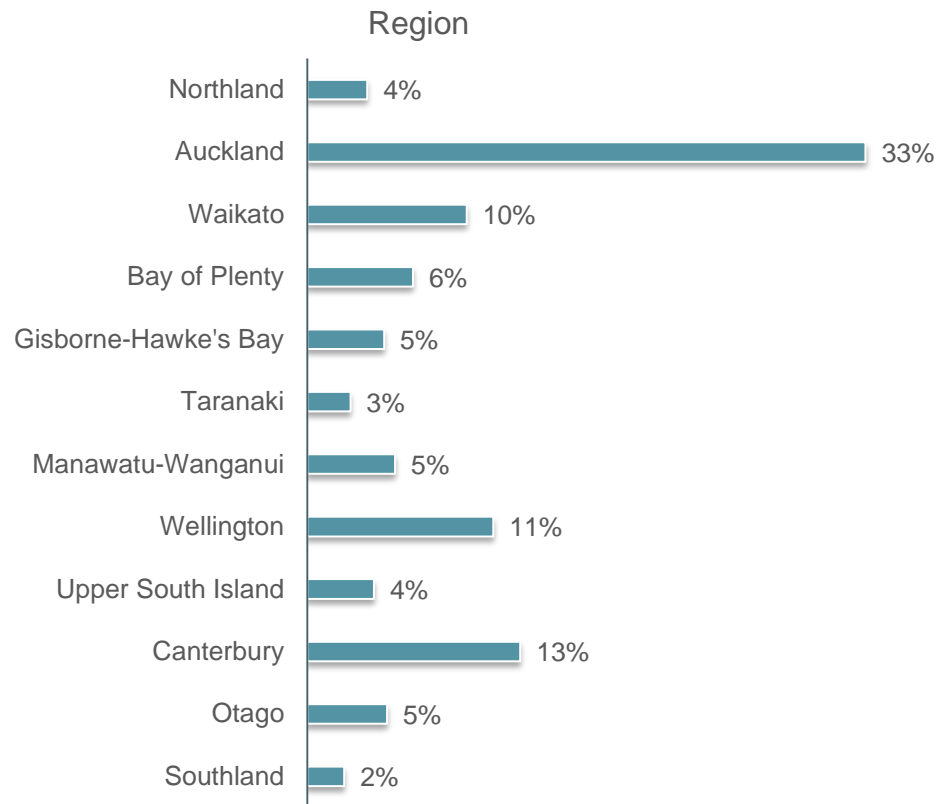 Region
Northland 4%
Auckland 33%
Waikato 10%
Bay of Plenty 6%
Gisborne-Hawke's Bay 5%
Taranaki 3%
Manawatu-Wanganui 5%
Wellington 11%
Upper South Island 4%
Canterbury 13%
Otago 5%
Southland 2%